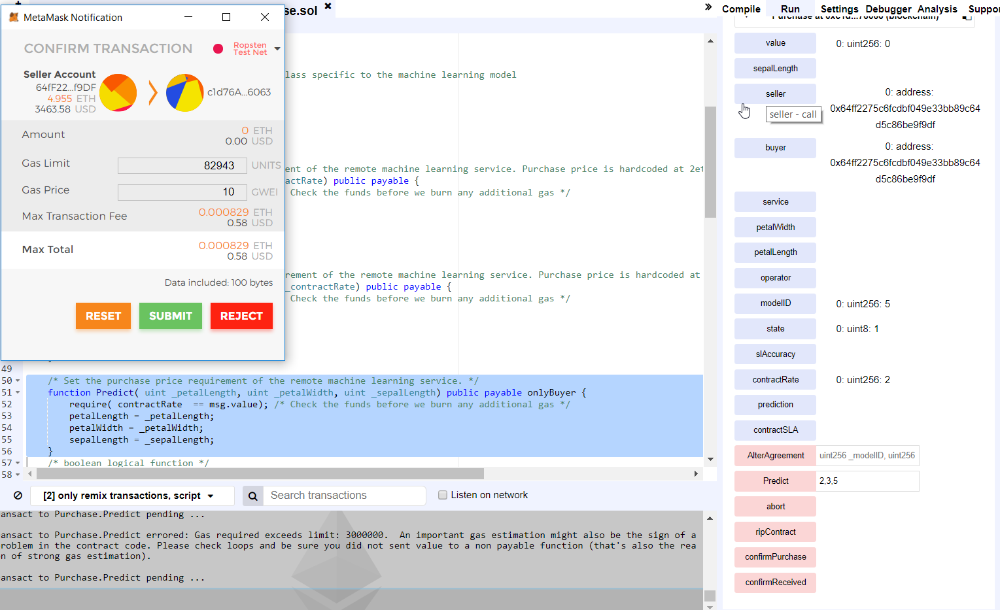 MetaMask Notification
CONFIRM TRANSACTION
Ropsten
Test Net
Seller Account
64fF22...f9DF
4.955 ETH
3463.58 USD
c1d76A...6063
Amount
0 ETH
0.00 USD
Gas Limit
82943 UNITS
Gas Price
10 GWEI
Max Transaction Fee
0.000829 ETH
0.58 USD
Max Total
0.000829 ETH
0.58 USD
Data included: 100 bytes
RESET SUBMIT REJECT
se.sol
lass specific to the machine learning model
ent of the remote machine learning service. Purchase price is hardcoded at 2et
actRate) public payable {
Check the funds before we burn any additional gas */
rement of the remote machine learning service. Purchase price is hardcoded at
_contractRate) public payable {
Check the funds before we burn any additional gas */
49
50 /* Set the purchase price requirement of the remote machine learning service. */
51 function Predict( uint _petalLength, uint _petalWidth, uint _sepalLength) public payable onlyBuyer {
52 require( contractRate == msg.value); /* Check the funds before we burn any additional gas */
53 petalLength = _petalLength;
54 petalWidth = _petalWidth;
55 sepalLength = _sepalLength;
56 }
57 /* boolean logical function */
58
[2] only remix transactions, script
Search transactions
Listen on network
ansact to Purchase.Predict pending ...
ansact to Purchase.Predict errored: Gas required exceeds limit: 3000000. An important gas estimation might also be the sign of a
roblem in the contract code. Please check loops and be sure you did not sent value to a non payable function (that's also the rea
n of strong gas estimation).
ansact to Purchase.Predict pending ...
Compile Run Settings Debugger Analysis Suppor
(blockchain)
value 0: uint256: 0
sepalLength
seller 0: address:
0x64ff2275c6fcdbf049e33bb89c64
d5c86be9f9df
seller - call
buyer 0: address:
0x64ff2275c6fcdbf049e33bb89c64
d5c86be9f9df
service
petalWidth
petalLength
operator
modelID 0: uint256: 5
state 0: uint8: 1
slAccuracy
contractRate 0: uint256: 2
prediction
contractSLA
AlterAgreement uint256 _modelID, uint256
Predict 2,3,5
abort
ripContract
confirmPurchase
confirmReceived